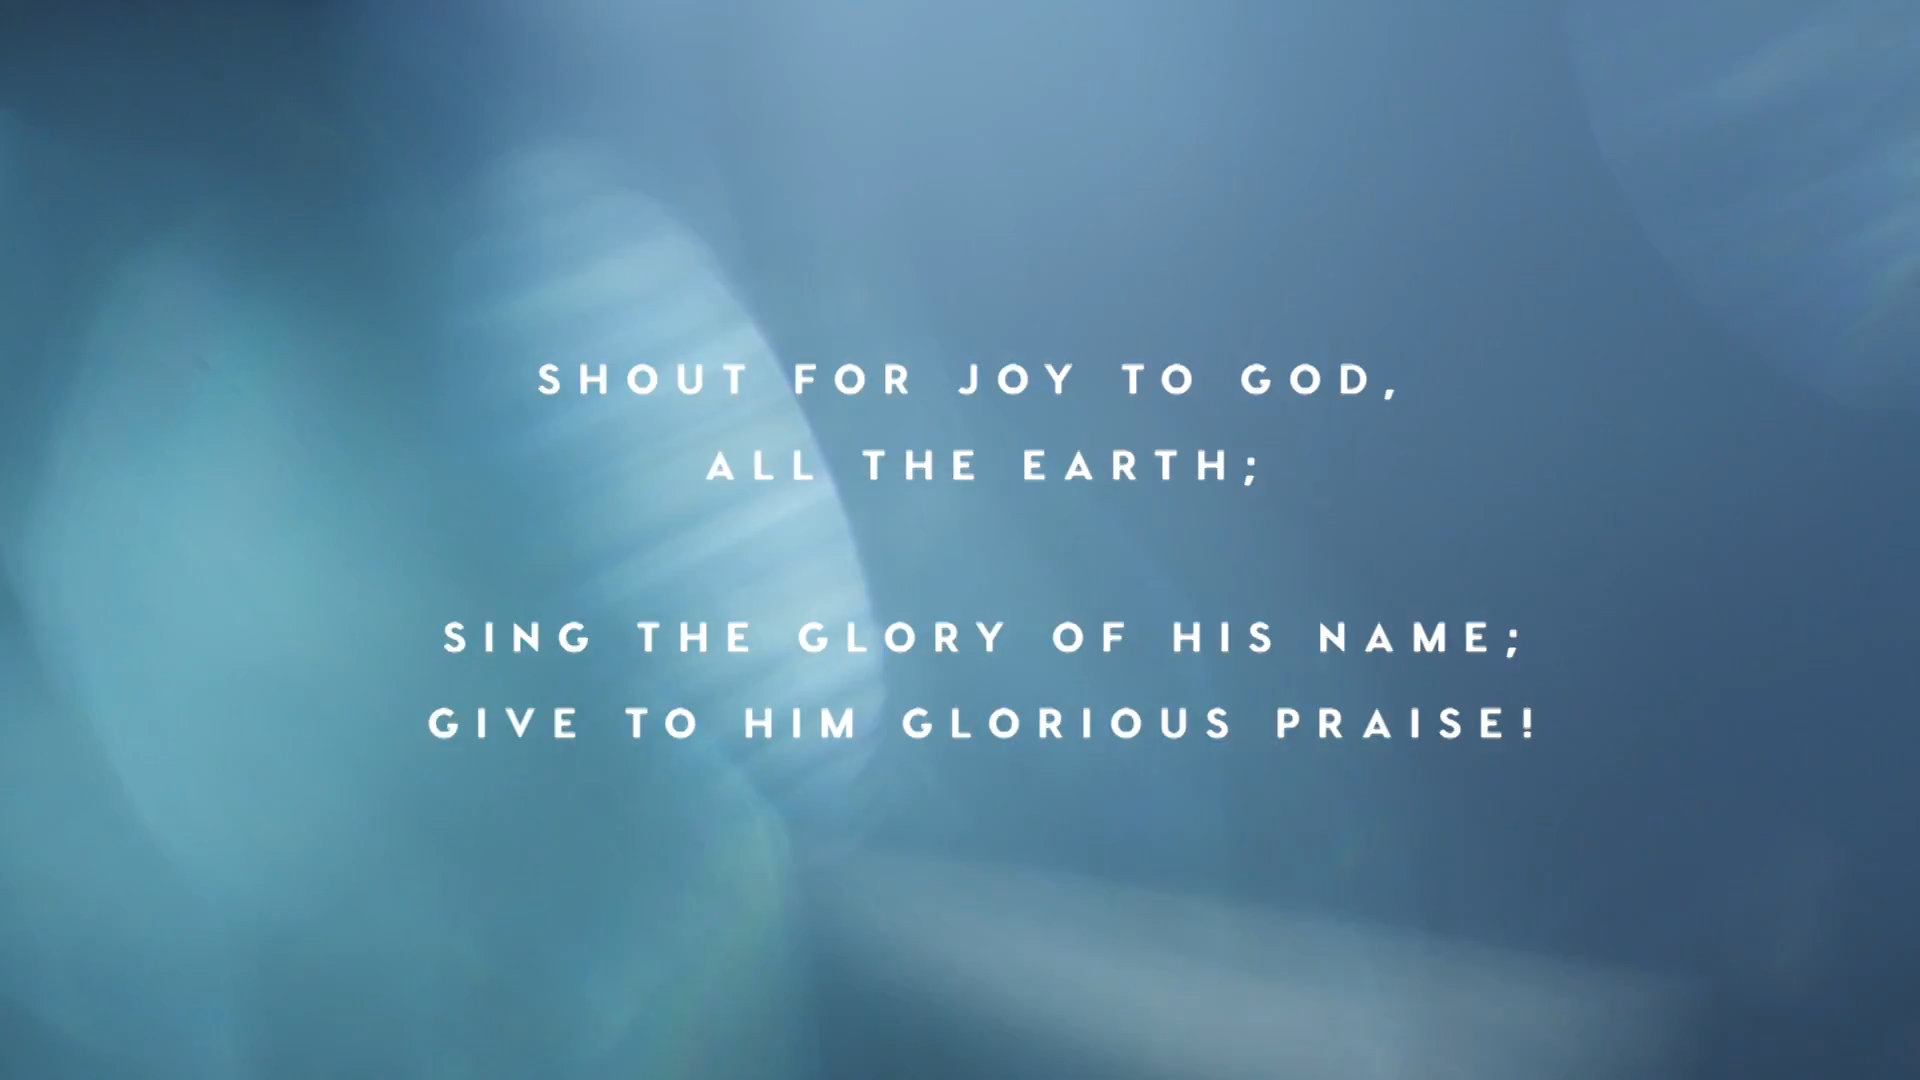 SHOUT FOR JOY TO GOD,
ALL THE EARTH;
SING THE GLORY OF HIS NAME;
GIVE TO HIM GLORIOUS PRAISE!